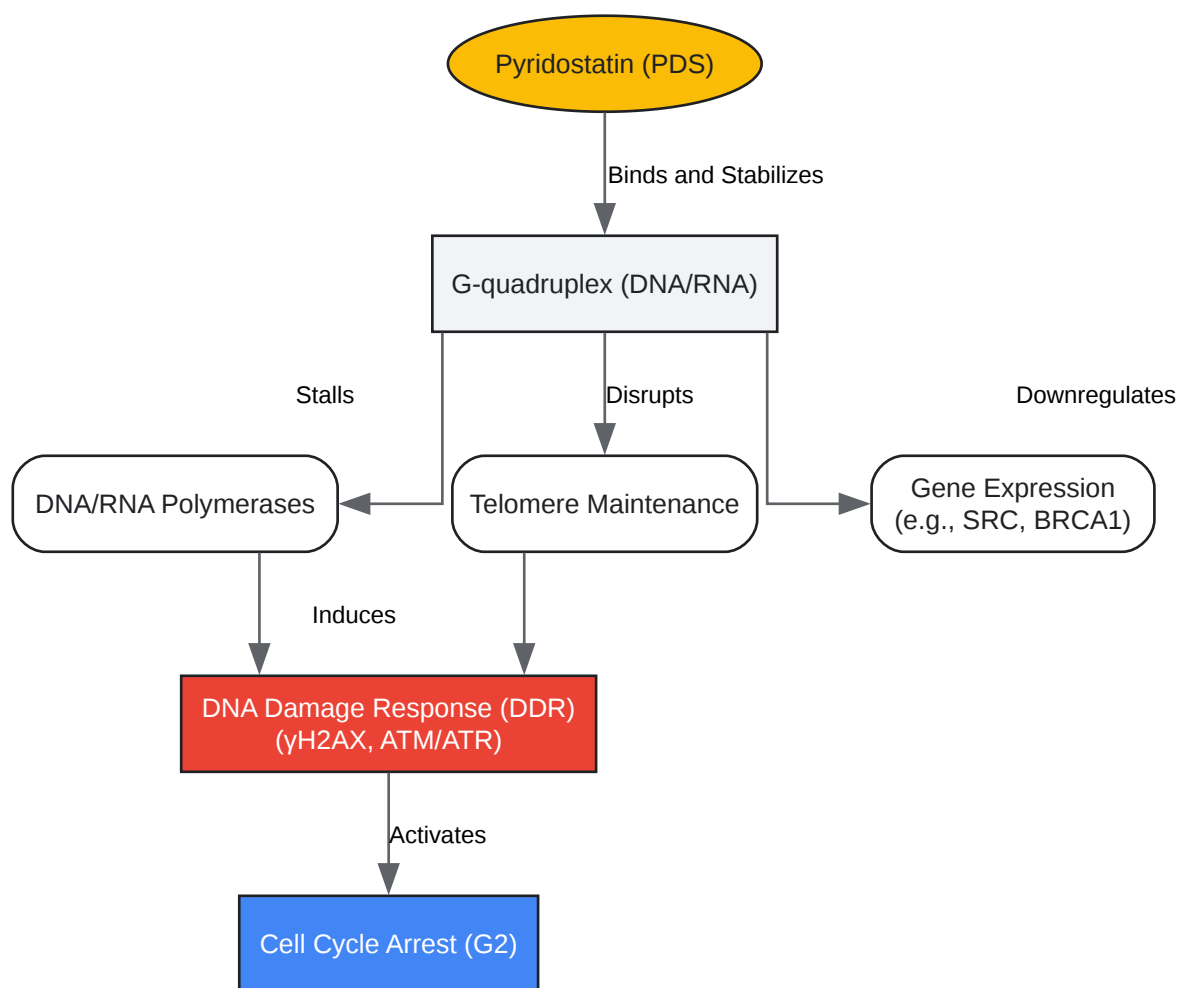 Pyridostatin (PDS)
Binds and Stabilizes
G-quadruplex (DNA/RNA)
Stalls
Disrupts
Downregulates
DNA/RNA Polymerases
Telomere Maintenance
Gene Expression
(e.g., SRC, BRCA1)
Induces
DNA Damage Response (DDR)
(γH2AX, ATM/ATR)
Activates
Cell Cycle Arrest (G2)